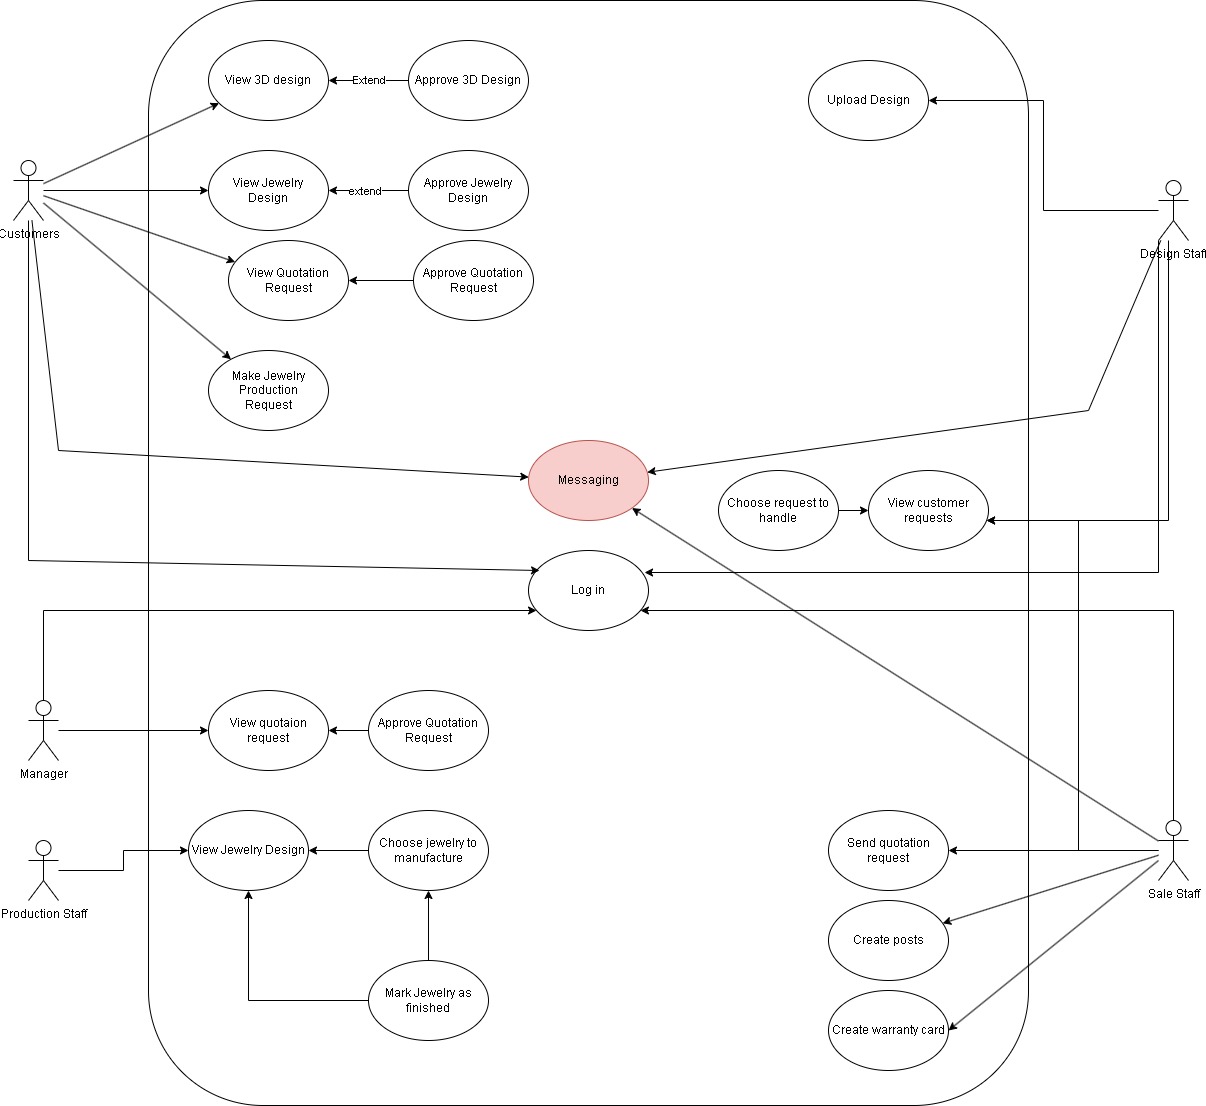 View 3D design
Extend
Approve 3D Design
Upload Design
View Jewelry
Design
extend
Approve Jewelry
Design
Customers
Design Staff
View Quotation
Request
Approve Quotation
Request
Make Jewelry
Production
Request
Messaging
Choose request to
handle
View customer
requests
Log in
View quotaion
request
Approve Quotation
Request
Manager
View Jewelry Design
Choose jewelry to
manufacture
Send quotation
request
Production Staff
Sale Staff
Create posts
Mark Jewelry as
finished
Create warranty card